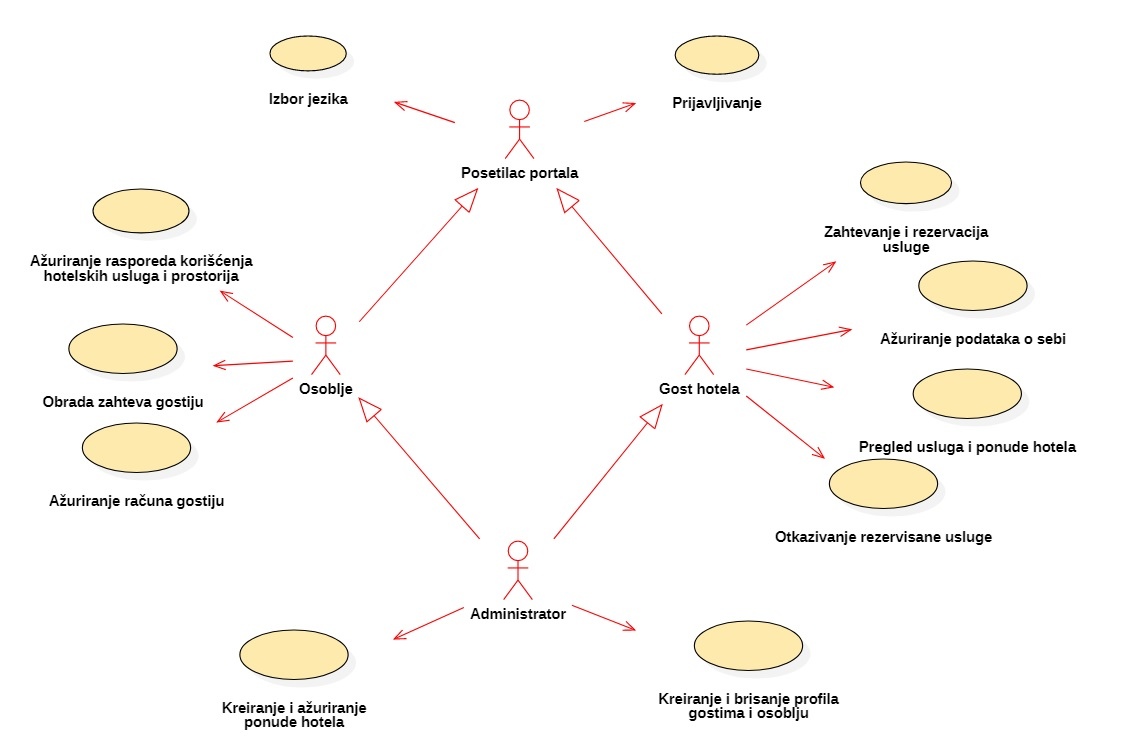 Izbor jezika
Prijavljivanje
Posetilac portala
Zahtevanje i rezervacija
usluge
Ažuriranje rasporeda korišćenja
hotelskih usluga i prostorija
Ažuriranje podataka o sebi
Osoblje
Gost hotela
Obrada zahteva gostiju
Pregled usluga i ponude hotela
Ažuriranje računa gostiju
Otkazivanje rezervisane usluge
Administrator
Kreiranje i ažuriranje
ponude hotela
Kreiranje i brisanje profila
gostima i osoblju